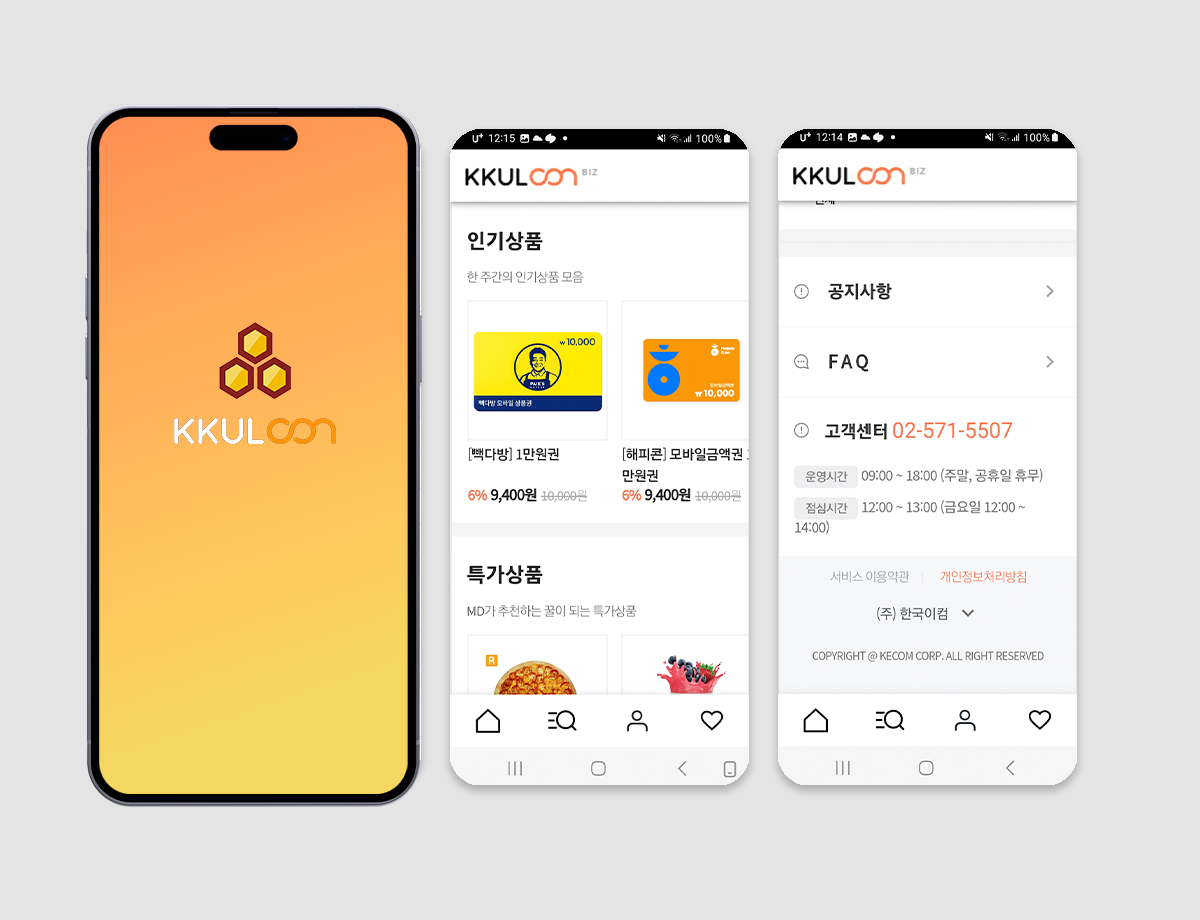 KKULCON
U+ 12:15 100%
KKULCON BIZ
인기상품
한 주간의 인기상품 모음
₩ 10,000
PAIK'S
COFFEE
빽다방 모바일 상품권
Happy
Con
모바일금액권
₩ 10,000
[빽다방] 1만원권
[해피콘] 모바일금액권
만원권
6% 9,400원 10,000원
6% 9,400원 10,000원
특가상품
MD가 추천하는 꿀이 되는 특가상품
R
U+ 12:14 100%
KKULCON BIZ
공지사항
FAQ
고객센터 02-571-5507
운영시간 09:00 ~ 18:00 (주말, 공휴일 휴무)
점심시간 12:00 ~ 13:00 (금요일 12:00 ~
14:00)
서비스 이용약관 | 개인정보처리방침
(주) 한국이컴
COPYRIGHT @ KECOM CORP. ALL RIGHT RESERVED